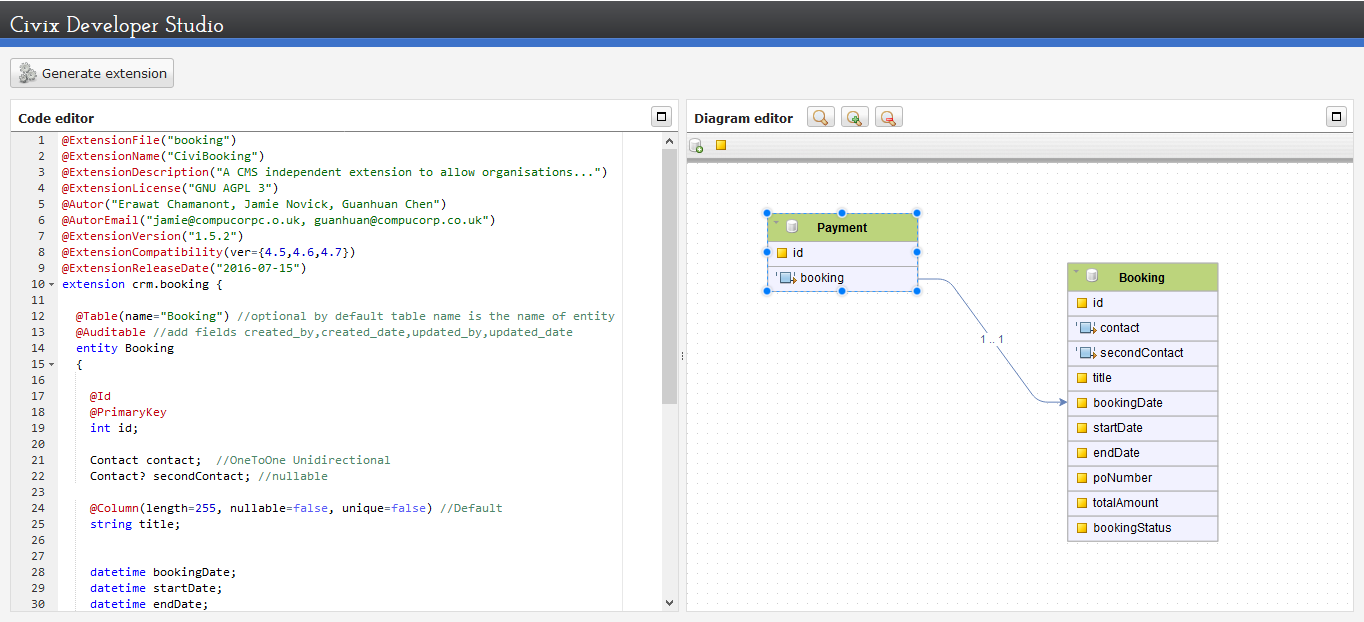 Civix Developer Studio
Generate extension
Code editor
1 @ExtensionFile("booking")
2 @ExtensionName("CiviBooking")
3 @ExtensionDescription("A CMS independent extension to allow organisations...")
4 @ExtensionLicense("GNU AGPL 3")
5 @Autor("Erawat Chamanont, Jamie Novick, Guanhuan Chen")
6 @AutorEmail("jamie@compucorpc.o.uk, guanhuan@compucorp.co.uk")
7 @ExtensionVersion("1.5.2")
8 @ExtensionCompatibility(ver={4.5,4.6,4.7})
9 @ExtensionReleaseDate("2016-07-15")
10 extension crm.booking {
11
12 @Table(name="Booking") //optional by default table name is the name of entity
13 @Auditable //add fields created_by,created_date,updated_by,updated_date
14 entity Booking
15 {
16
17 @Id
18 @PrimaryKey
19 int id;
20
21 Contact contact; //OneToOne Unidirectional
22 Contact? secondContact; //nullable
23
24 @Column(length=255, nullable=false, unique=false) //Default
25 string title;
26
27
28 datetime bookingDate;
29 datetime startDate;
30 datetime endDate;
Diagram editor
Payment
id
booking
1 .. 1
Booking
id
contact
secondContact
title
bookingDate
startDate
endDate
poNumber
totalAmount
bookingStatus